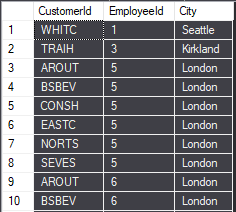 CustomerId EmployeeId City
1 WHITC 1 Seattle
2 TRAIH 3 Kirkland
3 AROUT 5 London
4 BSBEV 5 London
5 CONSH 5 London
6 EASTC 5 London
7 NORTS 5 London
8 SEVES 5 London
9 AROUT 6 London
10 BSBEV 6 London